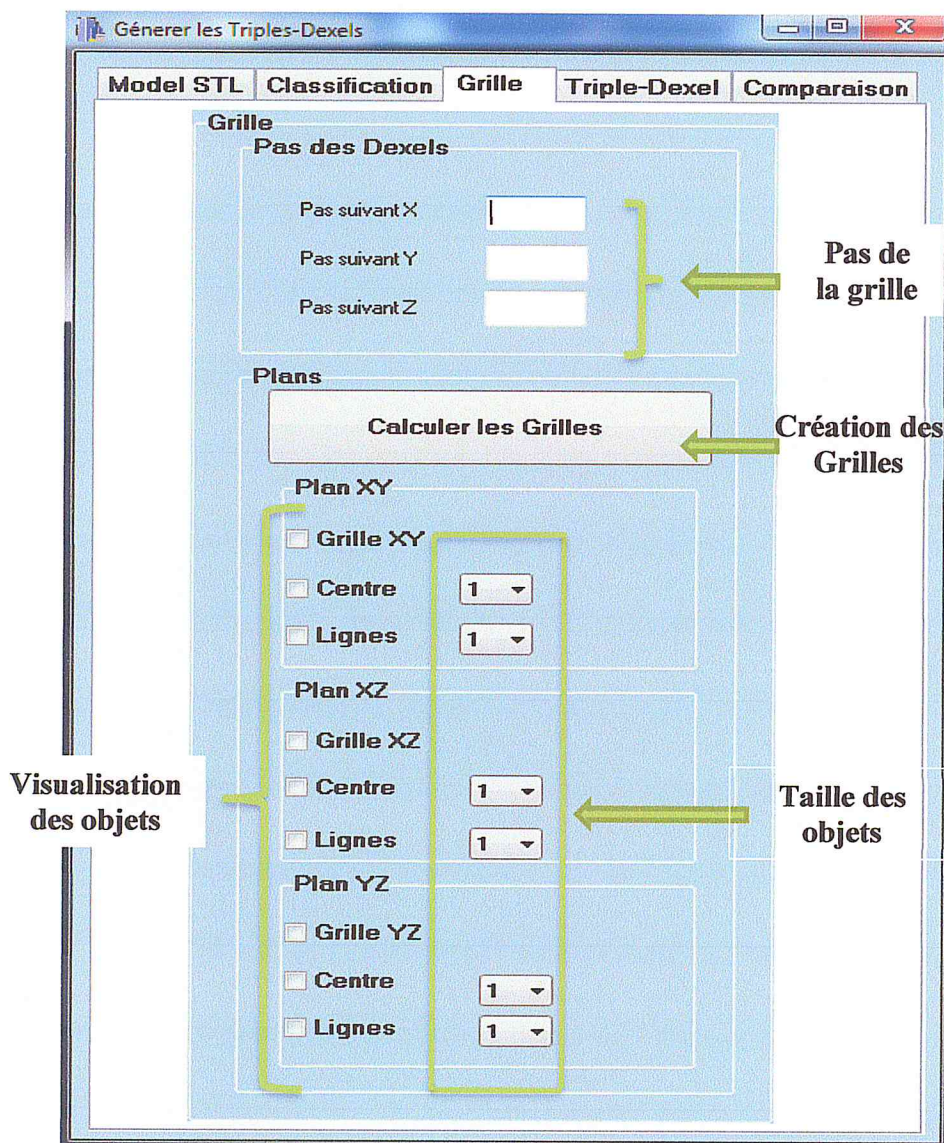 Génerer les Triples-Dexels
Model STL Classification Grille Triple-Dexel Comparaison
Grille
Pas des Dexels
Pas suivant X
Pas suivant Y
Pas suivant Z
Pas de
la grille
Plans
Calculer les Grilles
Création des
Grilles
Plan XY
Grille XY
Centre 1
Lignes 1
Plan XZ
Grille XZ
Centre 1
Lignes 1
Visualisation
des objets
Taille des
objets
Plan YZ
Grille YZ
Centre 1
Lignes 1